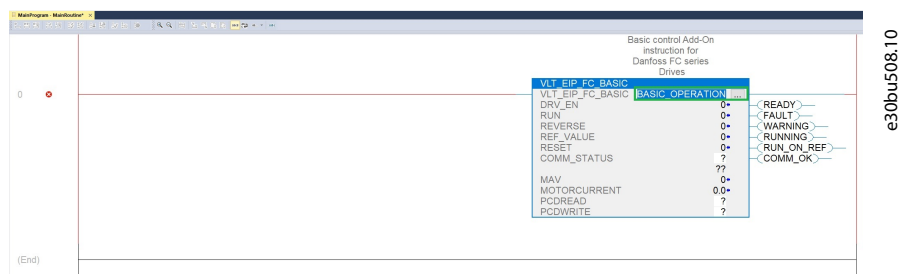 MainProgram - MainRoutine* ×
Basic control Add-On
instruction for
Danfoss FC series
Drives
VLT_EIP_FC_BASIC
0
VLT_EIP_FC_BASIC BASIC_OPERATION ...
DRV_EN 0 READY
RUN 0 FAULT
REVERSE 0 WARNING
REF_VALUE 0 RUNNING
RESET 0 RUN_ON_REF
COMM_STATUS ? COMM_OK
??
MAV 0
MOTORCURRENT 0.0
PCDREAD ?
PCDWRITE ?
(End)
e30bu508.10